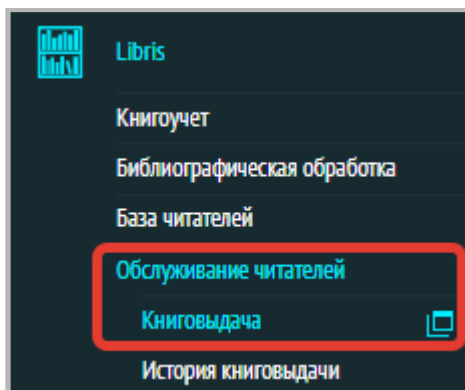 Libris
Книгоучет
Библиографическая обработка
База читателей
Обслуживание читателей
Книговыдача
История книговыдачи